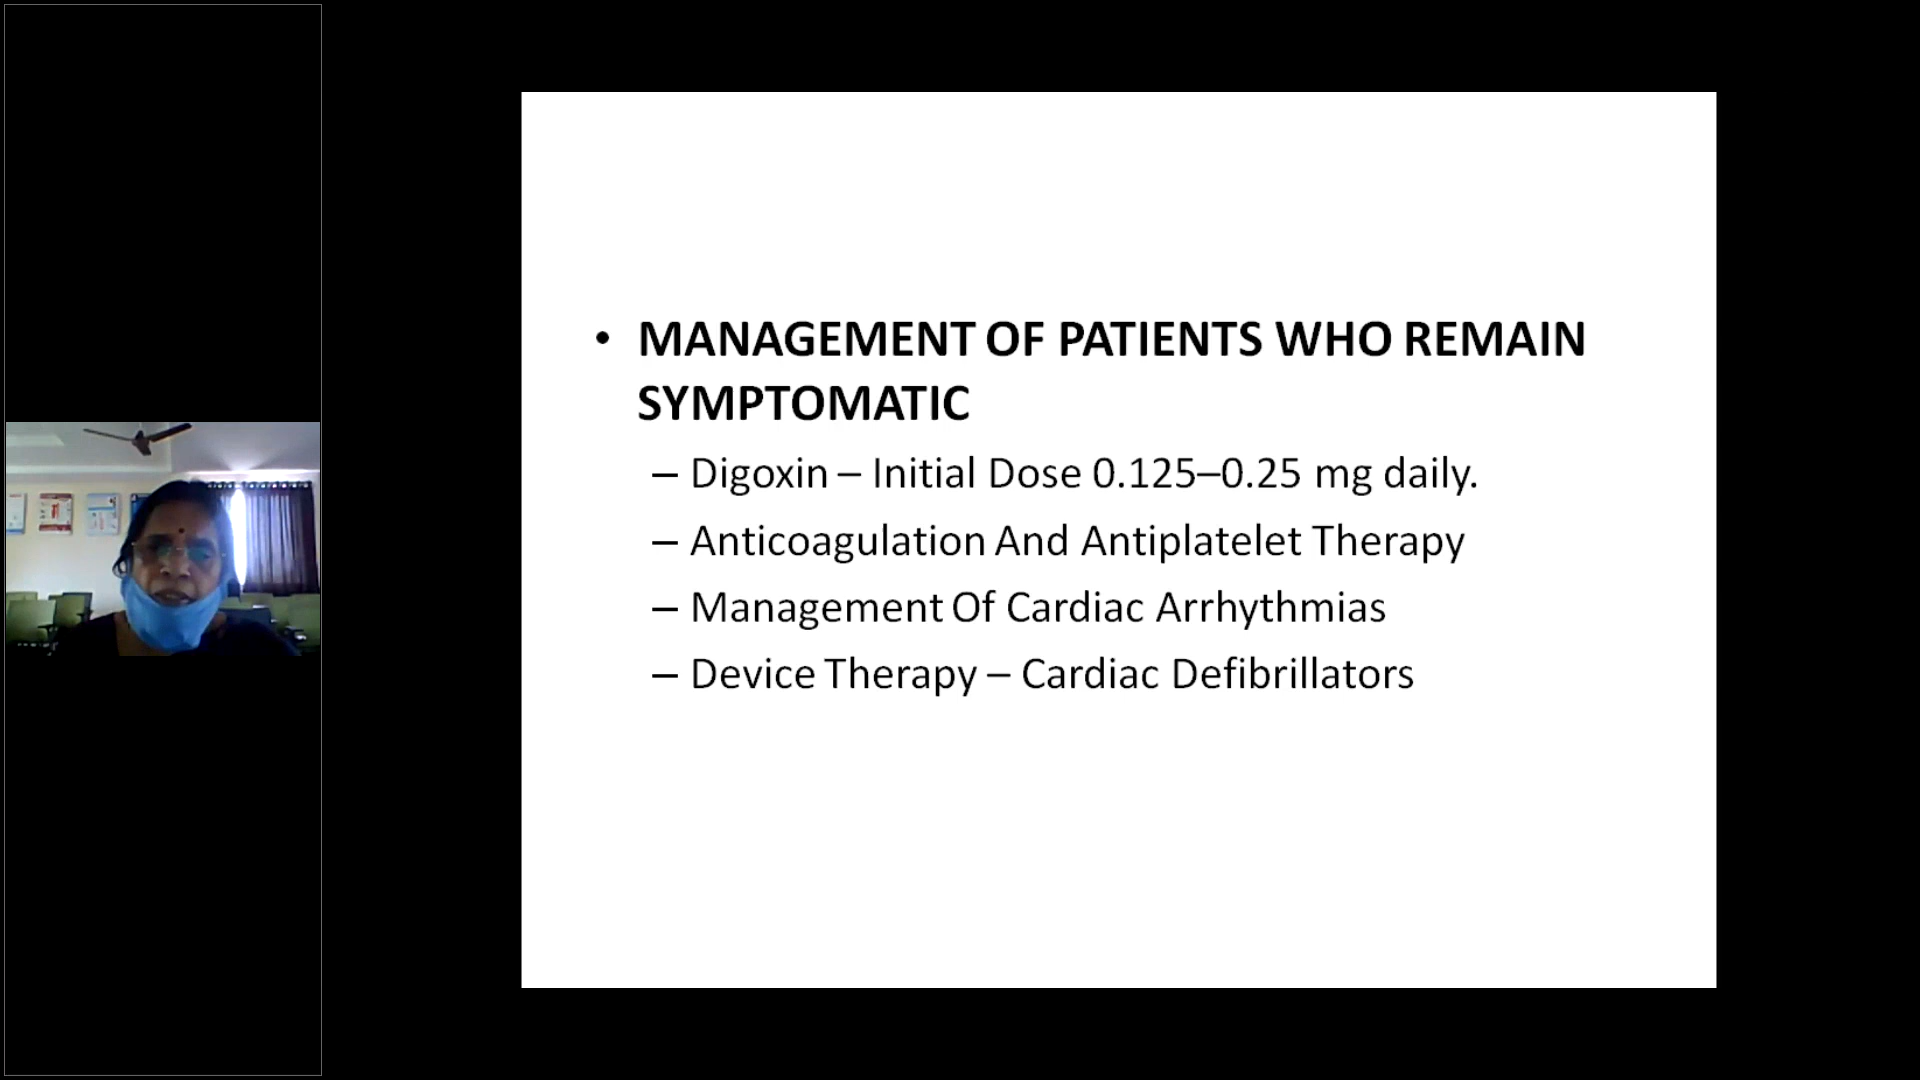 • MANAGEMENT OF PATIENTS WHO REMAIN
SYMPTOMATIC
– Digoxin – Initial Dose 0.125–0.25 mg daily.
– Anticoagulation And Antiplatelet Therapy
– Management Of Cardiac Arrhythmias
– Device Therapy – Cardiac Defibrillators